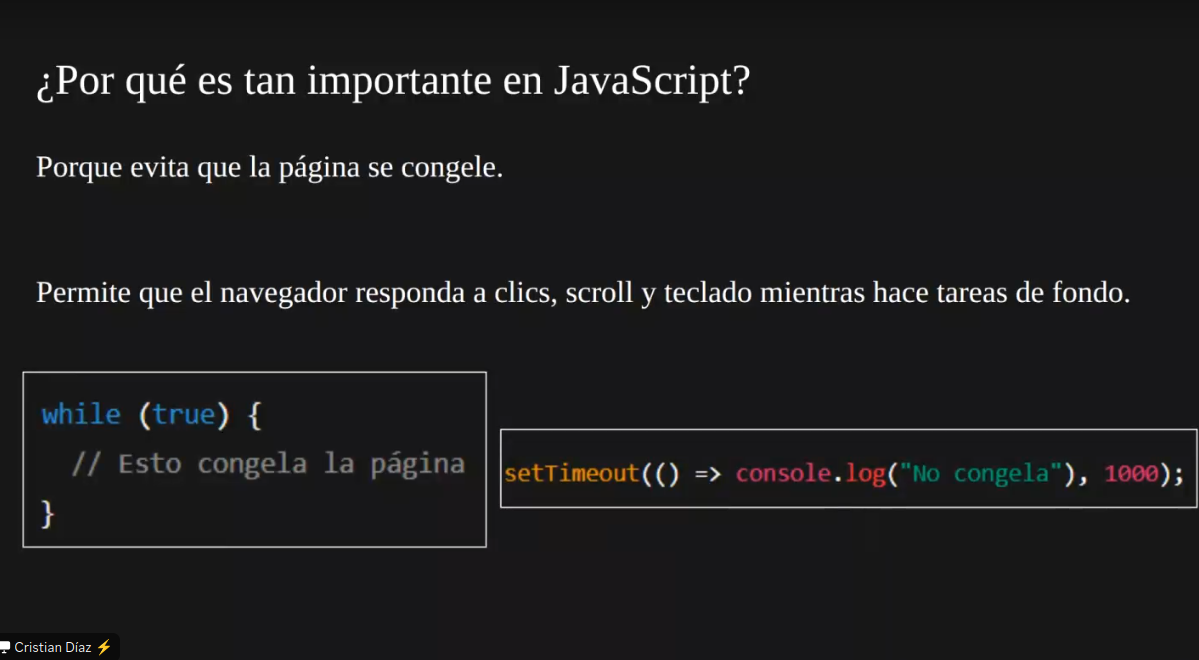 ¿Por qué es tan importante en JavaScript?
Porque evita que la página se congele.
Permite que el navegador responda a clics, scroll y teclado mientras hace tareas de fondo.
while (true) {
  // Esto congela la página
}
setTimeout(() => console.log("No congela"), 1000);
Cristian Díaz ⚡